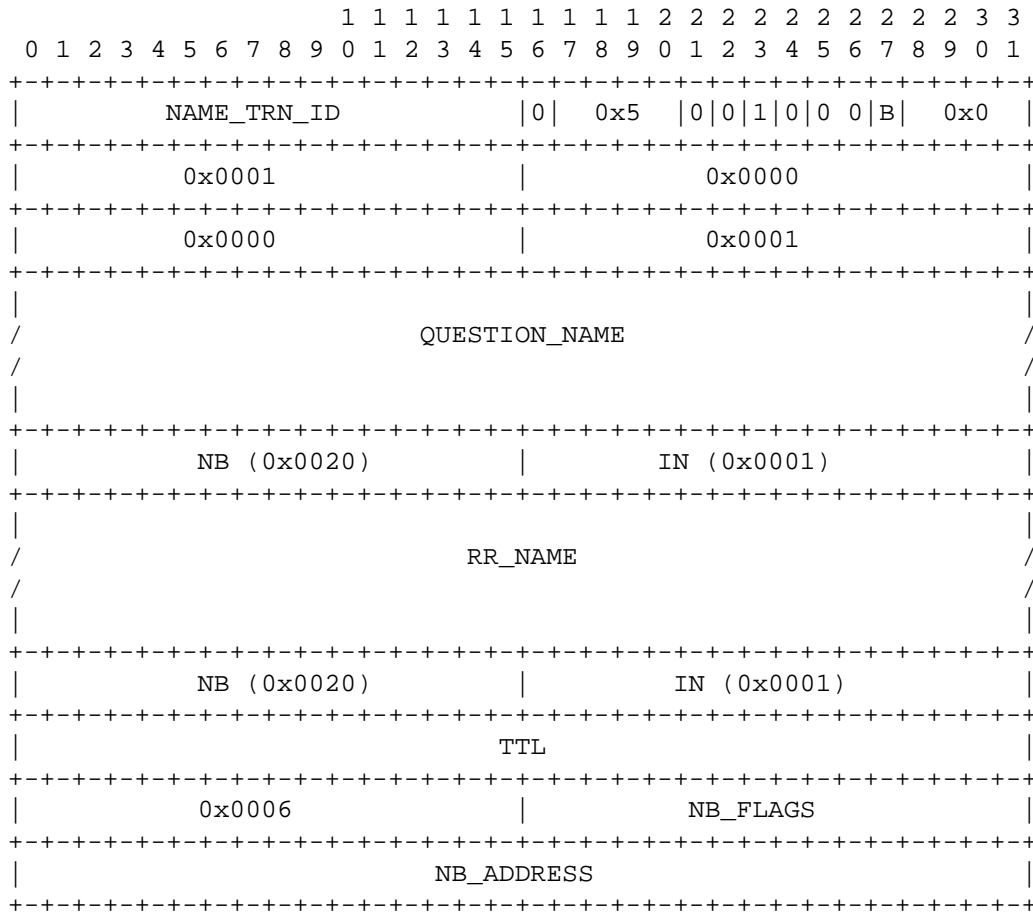 1 1 1 1 1 1 1 1 1 1 2 2 2 2 2 2 2 2 2 2 3 3
 0 1 2 3 4 5 6 7 8 9 0 1 2 3 4 5 6 7 8 9 0 1 2 3 4 5 6 7 8 9 0 1
+-+-+-+-+-+-+-+-+-+-+-+-+-+-+-+-+-+-+-+-+-+-+-+-+-+-+-+-+-+-+-+-+
|         NAME_TRN_ID           |0|  0x5  |0|0|1|0|0 0|B|  0x0  |
+-+-+-+-+-+-+-+-+-+-+-+-+-+-+-+-+-+-+-+-+-+-+-+-+-+-+-+-+-+-+-+-+
|          0x0001               |           0x0000              |
+-+-+-+-+-+-+-+-+-+-+-+-+-+-+-+-+-+-+-+-+-+-+-+-+-+-+-+-+-+-+-+-+
|          0x0000               |           0x0001              |
+-+-+-+-+-+-+-+-+-+-+-+-+-+-+-+-+-+-+-+-+-+-+-+-+-+-+-+-+-+-+-+-+
|                                                               |
/                         QUESTION_NAME                         /
/                                                               /
|                                                               |
+-+-+-+-+-+-+-+-+-+-+-+-+-+-+-+-+-+-+-+-+-+-+-+-+-+-+-+-+-+-+-+-+
|           NB (0x0020)         |        IN (0x0001)            |
+-+-+-+-+-+-+-+-+-+-+-+-+-+-+-+-+-+-+-+-+-+-+-+-+-+-+-+-+-+-+-+-+
|                                                               |
/                            RR_NAME                            /
/                                                               /
|                                                               |
+-+-+-+-+-+-+-+-+-+-+-+-+-+-+-+-+-+-+-+-+-+-+-+-+-+-+-+-+-+-+-+-+
|           NB (0x0020)         |         IN (0x0001)           |
+-+-+-+-+-+-+-+-+-+-+-+-+-+-+-+-+-+-+-+-+-+-+-+-+-+-+-+-+-+-+-+-+
|                              TTL                              |
+-+-+-+-+-+-+-+-+-+-+-+-+-+-+-+-+-+-+-+-+-+-+-+-+-+-+-+-+-+-+-+-+
|           0x0006              |          NB_FLAGS             |
+-+-+-+-+-+-+-+-+-+-+-+-+-+-+-+-+-+-+-+-+-+-+-+-+-+-+-+-+-+-+-+-+
|                          NB_ADDRESS                           |
+-+-+-+-+-+-+-+-+-+-+-+-+-+-+-+-+-+-+-+-+-+-+-+-+-+-+-+-+-+-+-+-+